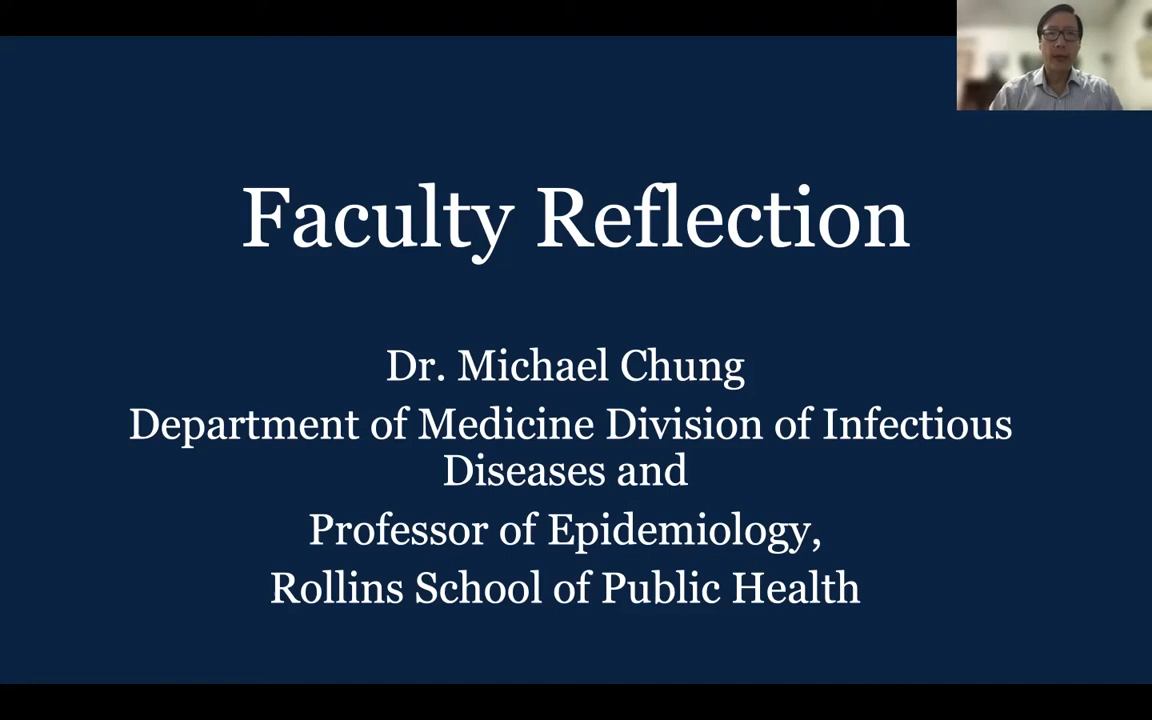 Faculty Reflection
Dr. Michael Chung
Department of Medicine Division of Infectious
Diseases and
Professor of Epidemiology,
Rollins School of Public Health